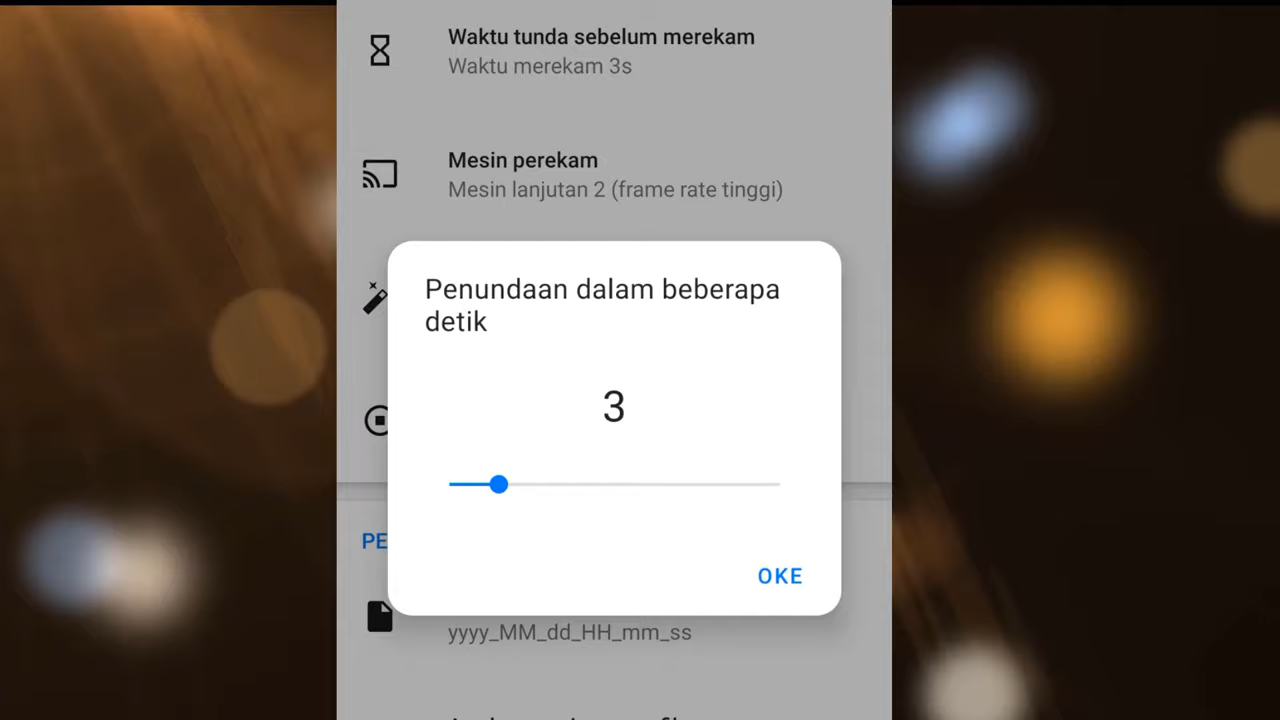 Waktu tunda sebelum merekam
Waktu merekam 3s
Mesin perekam
Mesin lanjutan 2 (frame rate tinggi)
Penundaan dalam beberapa
detik
3
PE
OKE
yyyy_MM_dd_HH_mm_ss